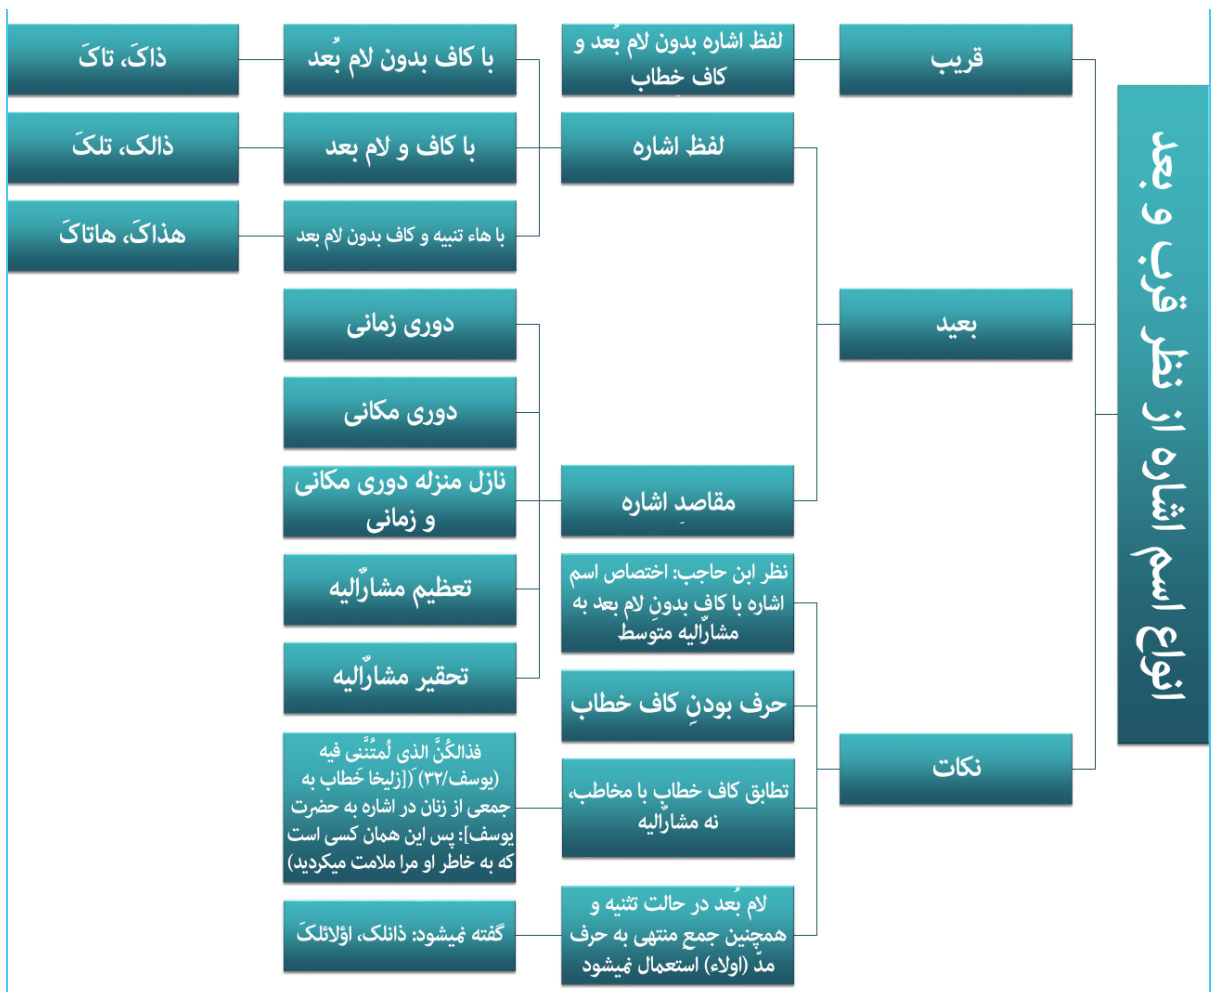 انواع اسم اشاره از نظر قرب و بعد
قریب
لفظ اشاره بدون لام بُعد و
کاف خِطاب
بعید
لفظ اشاره
با کاف بدون لام بُعد
ذاکَ، تاکَ
با کاف و لام بعد
ذالک، تلکَ
با هاء تنبیه و کاف بدون لام بعد
هذاکَ، هاتاکَ
مقاصدِ اشاره
دوری زمانی
دوری مکانی
نازل منزله دوری مکانی
و زمانی
تعظیم مشارٌالیه
تحقیر مشارٌالیه
نکات
نظر ابن حاجب: اختصاص اسم
اشاره با کاف بدونِ لام بعد به
مشارٌالیه متوسط
حرف بودنِ کاف خطاب
تطابق کاف خطاب با مخاطب،
نه مشارٌالیه
فذالکُنَّ الذی لُمتُنَّنی فیه
(یوسف/۳۲) ([زلیخا خَطاب به
جمعی از زنان در اشاره به حضرت
یوسف]: پس این همان کسی است
که به خاطر او مرا ملامت میکردید)
لام بُعد در حالت تثنیه و
همچنین جمعِ منتهی به حرف
مدّ (اولاء) استعمال نمیشود
گفته نمیشود: ذانلک، اؤلائلکَ